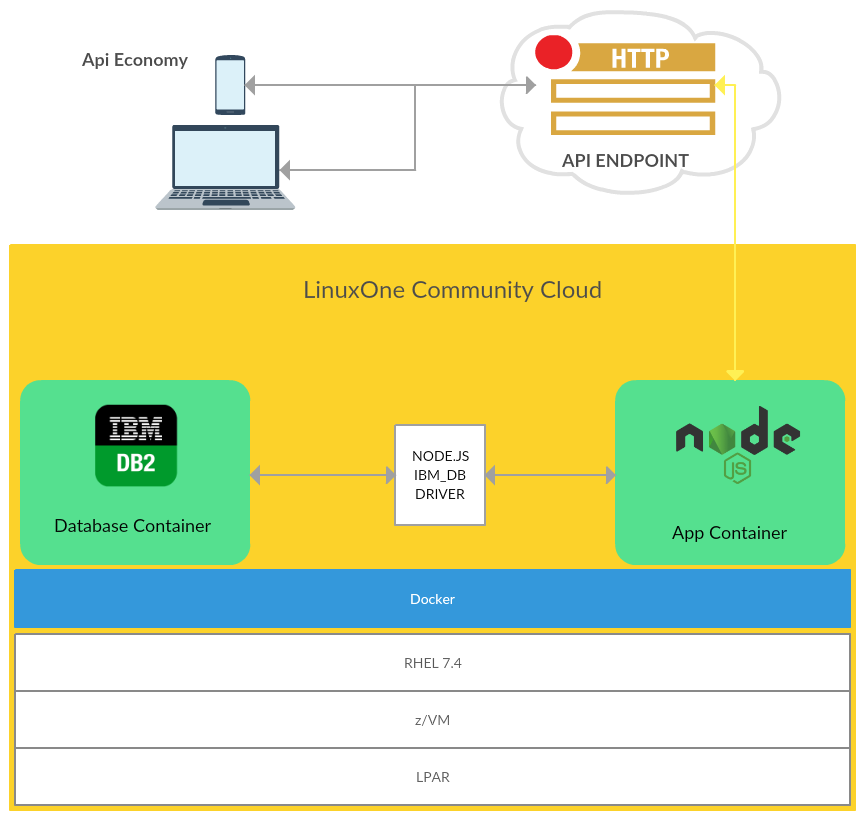 Api Economy
HTTP
API ENDPOINT
LinuxOne Community Cloud
IBM
DB2
Database Container
NODE.JS
IBM_DB
DRIVER
node
JS
App Container
Docker
RHEL 7.4
z/VM
LPAR